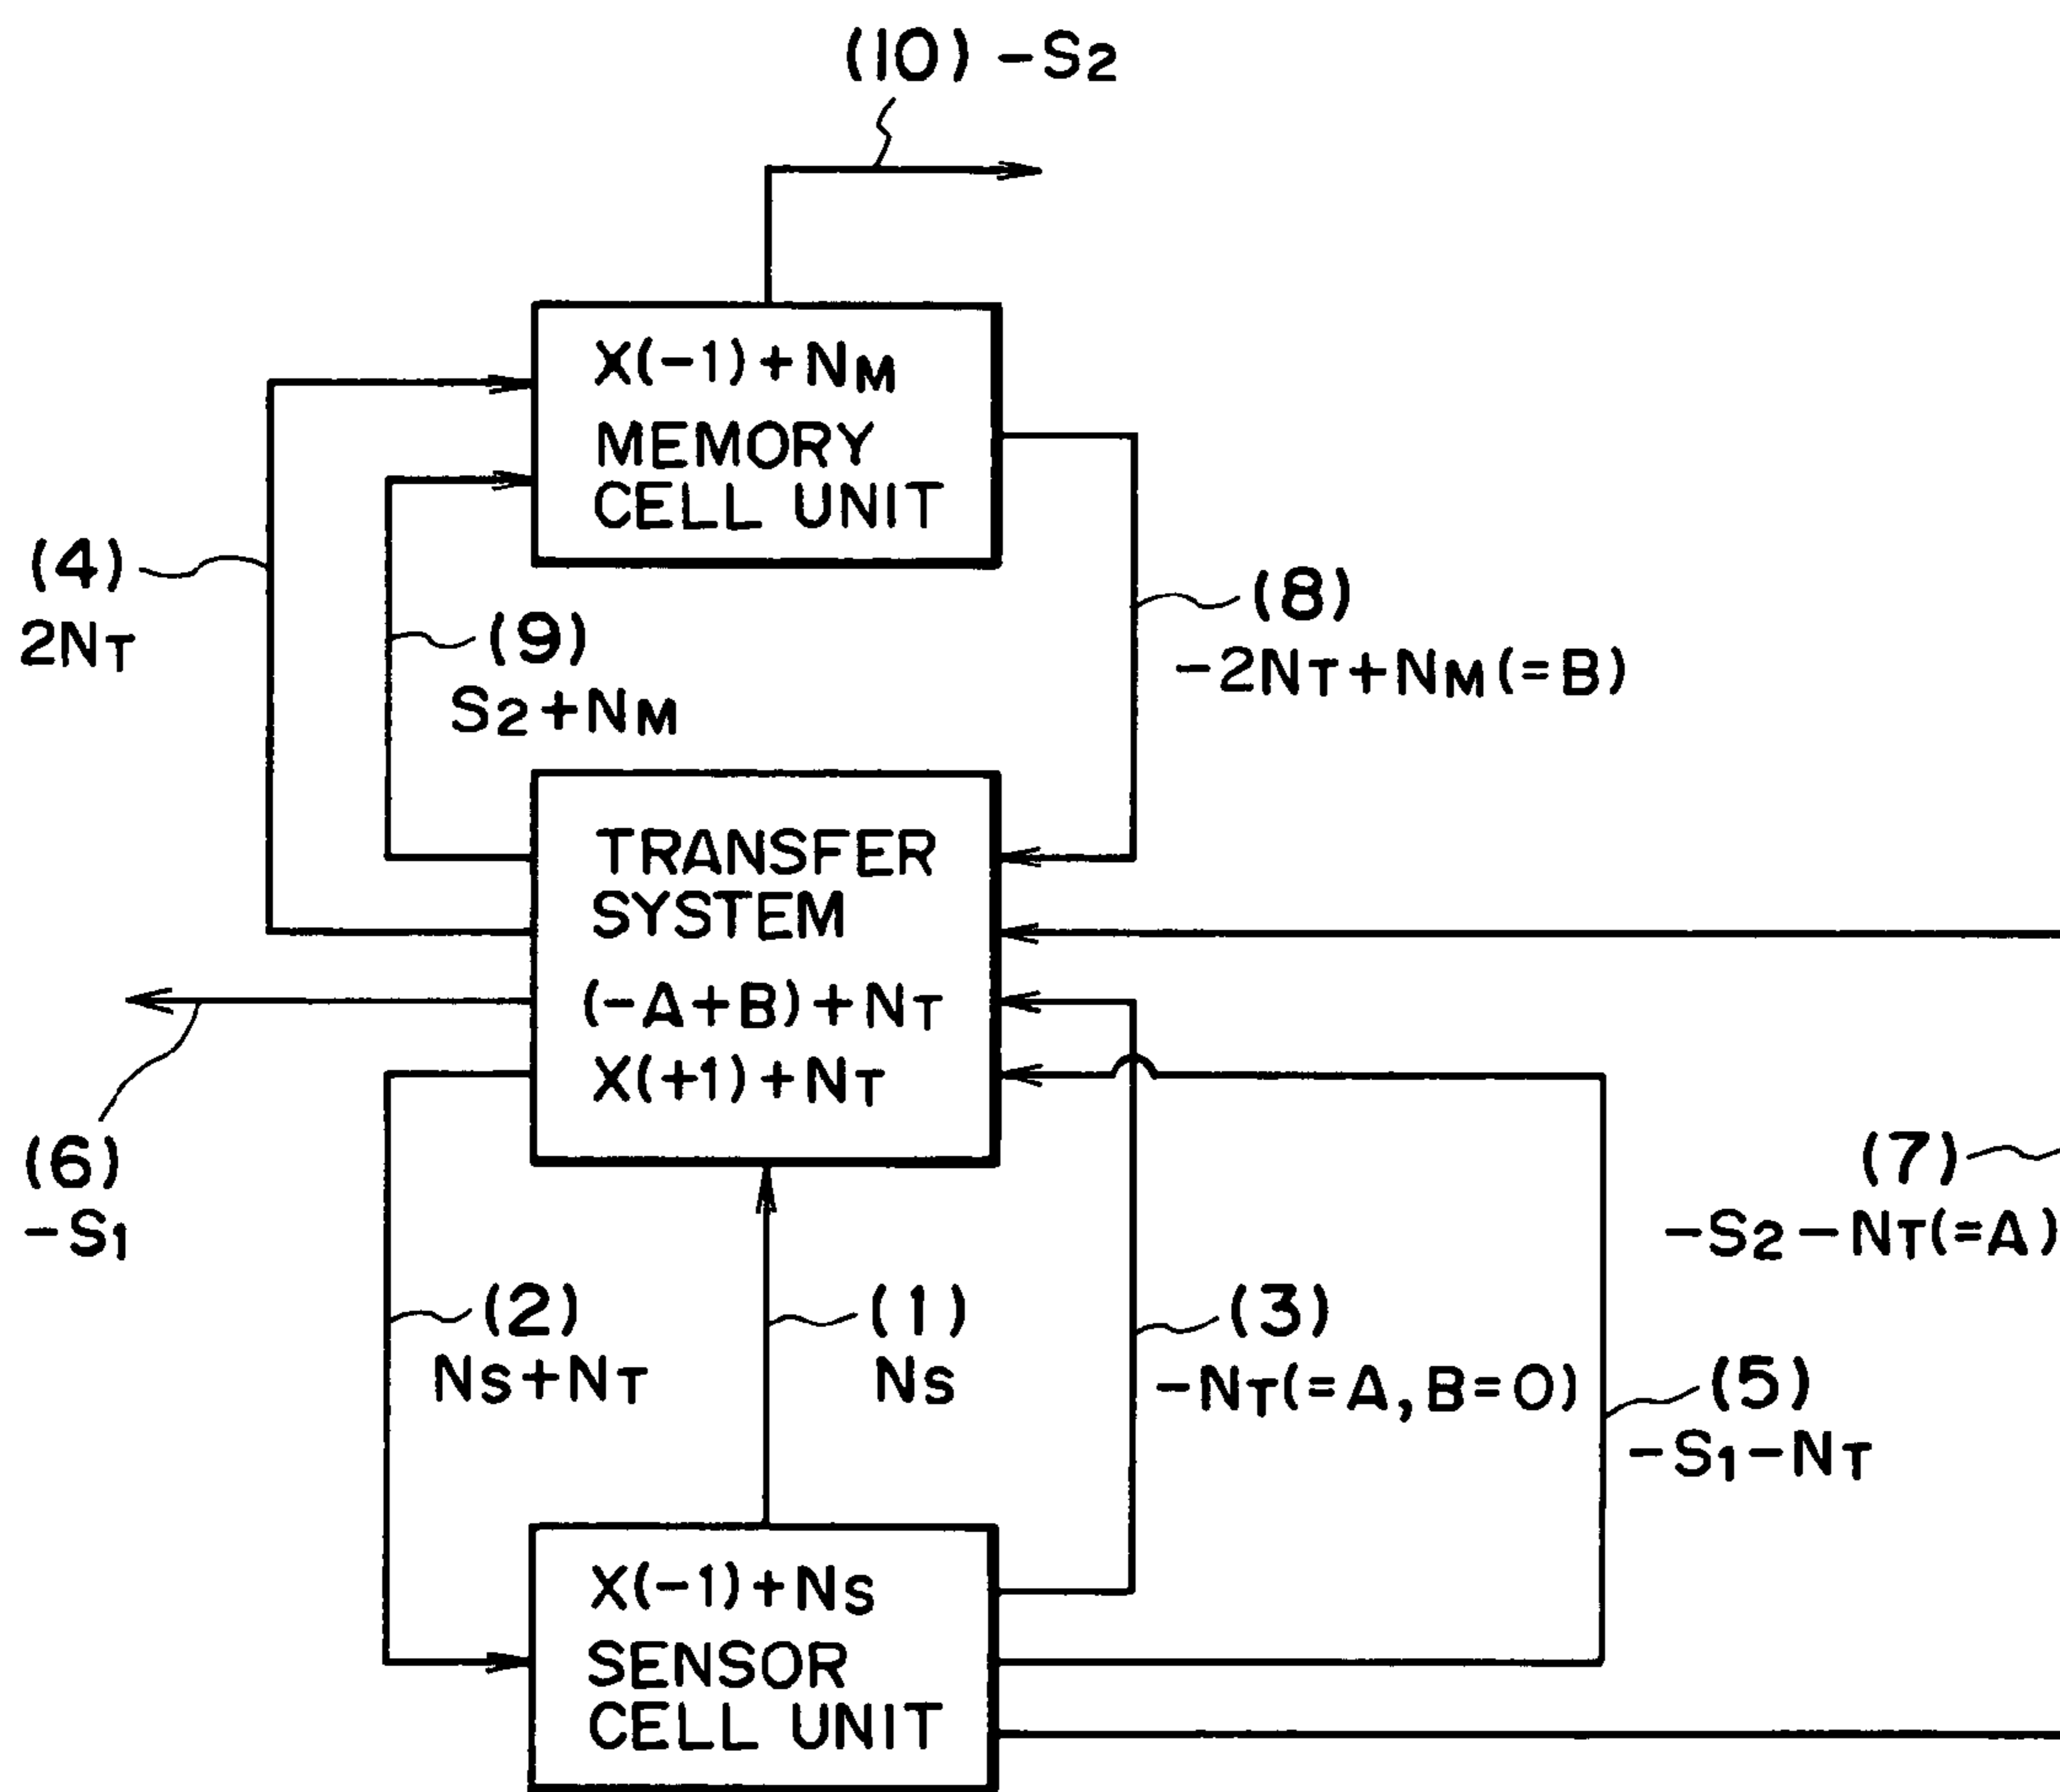 (10) -S2
X(-1)+NM
MEMORY
CELL UNIT
(4)
2NT
(9)
S2+NM
(8)
-2NT+NM(=B)
TRANSFER
SYSTEM
(-A+B)+NT
X(+1)+NT
(6)
-S1
(7)
-S2-NT(=A)
(2)
NS+NT
(1)
NS
(3)
-NT(=A,B=0)
(5)
-S1-NT
X(-1)+NS
SENSOR
CELL UNIT